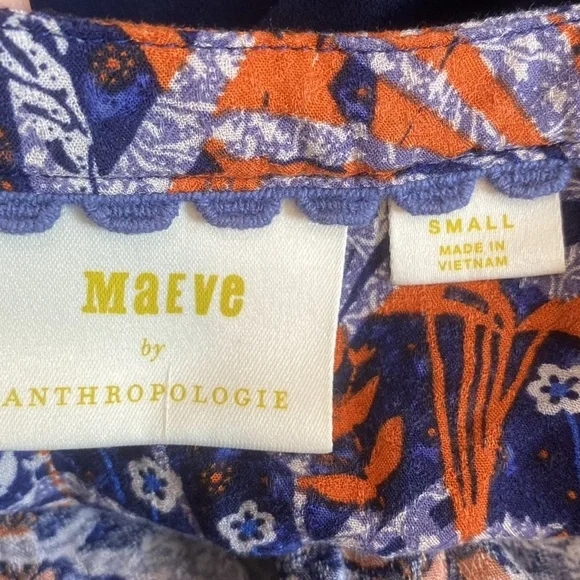 MaEve
by
ANTHROPOLOGIE
SMALL
MADE IN
VIETNAM